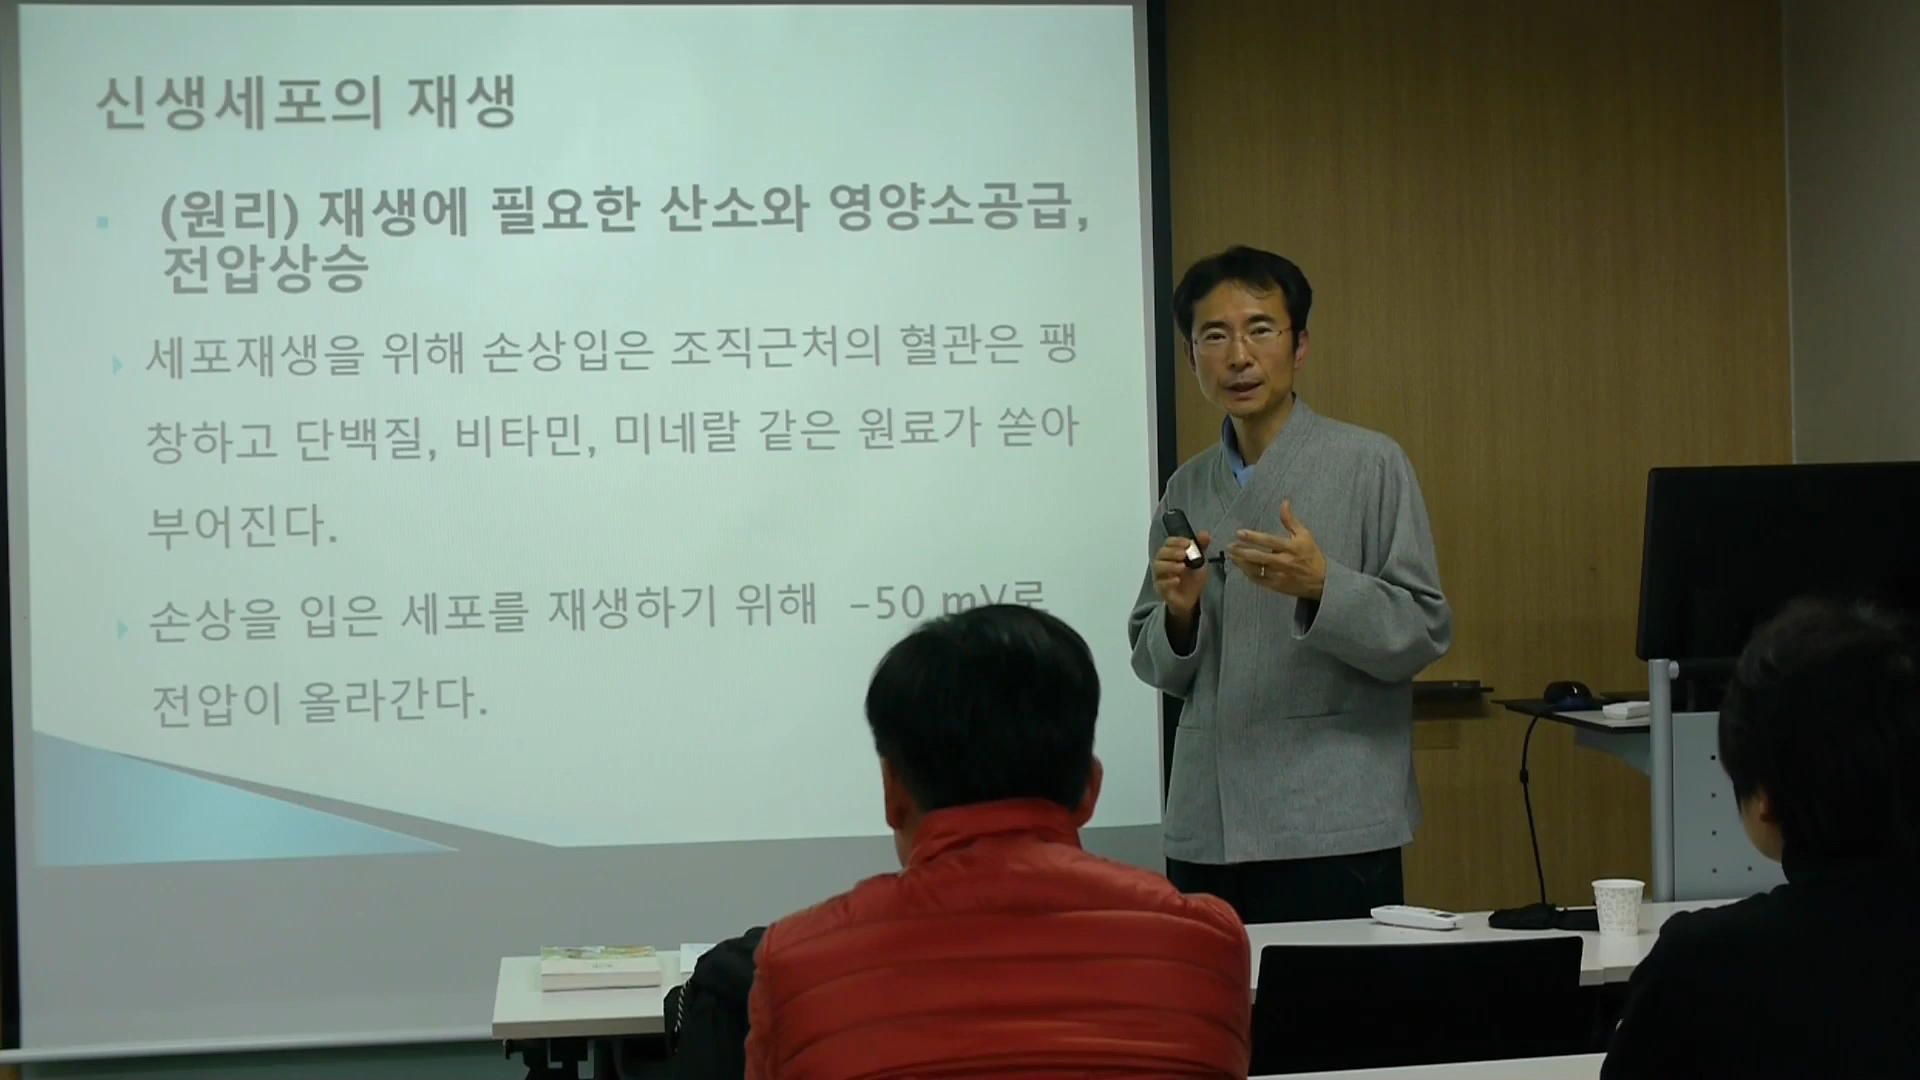 신생세포의 재생
(원리) 재생에 필요한 산소와 영양소공급,
전압상승
세포재생을 위해 손상입은 조직근처의 혈관은 팽
창하고 단백질, 비타민, 미네랄 같은 원료가 쏟아
부어진다.
손상을 입은 세포를 재생하기 위해 -50 mV로
전압이 올라간다.